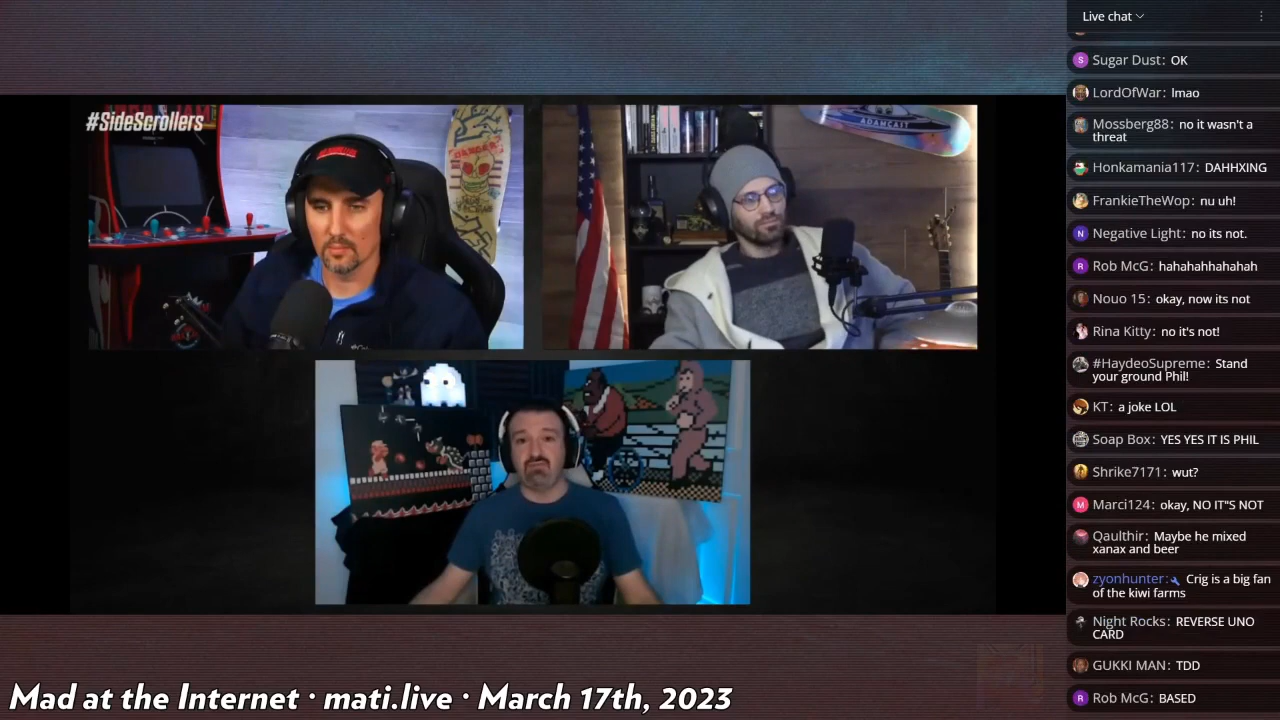 #SideScrollers
ADAMCAST
DANGER
Live chat
Sugar Dust: OK
LordOfWar: lmao
Mossberg88: no it wasn't a
threat
Honkamania117: DAHHXING
FrankieTheWop: nu uh!
Negative Light: no its not.
Rob McG: hahahahhahahah
Nouo 15: okay, now its not
Rina Kitty: no it's not!
#HaydeoSupreme: Stand
your ground Phil!
KT: a joke LOL
Soap Box: YES YES IT IS PHIL
Shrike7171: wut?
Marci124: okay, NO IT"S NOT
Qaulthir: Maybe he mixed
xanax and beer
zyonhunter: Crig is a big fan
of the kiwi farms
Night Rocks: REVERSE UNO
CARD
GUKKI MAN: TDD
Rob McG: BASED
Mad at the Internet · mati.live · March 17th, 2023